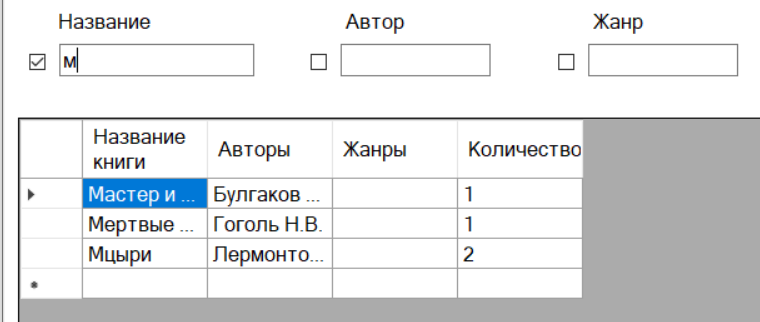 Название Автор Жанр
м
Название книги Авторы Жанры Количество
Мастер и ... Булгаков ... 1
Мертвые ... Гоголь Н.В. 1
Мцыри Лермонто... 2